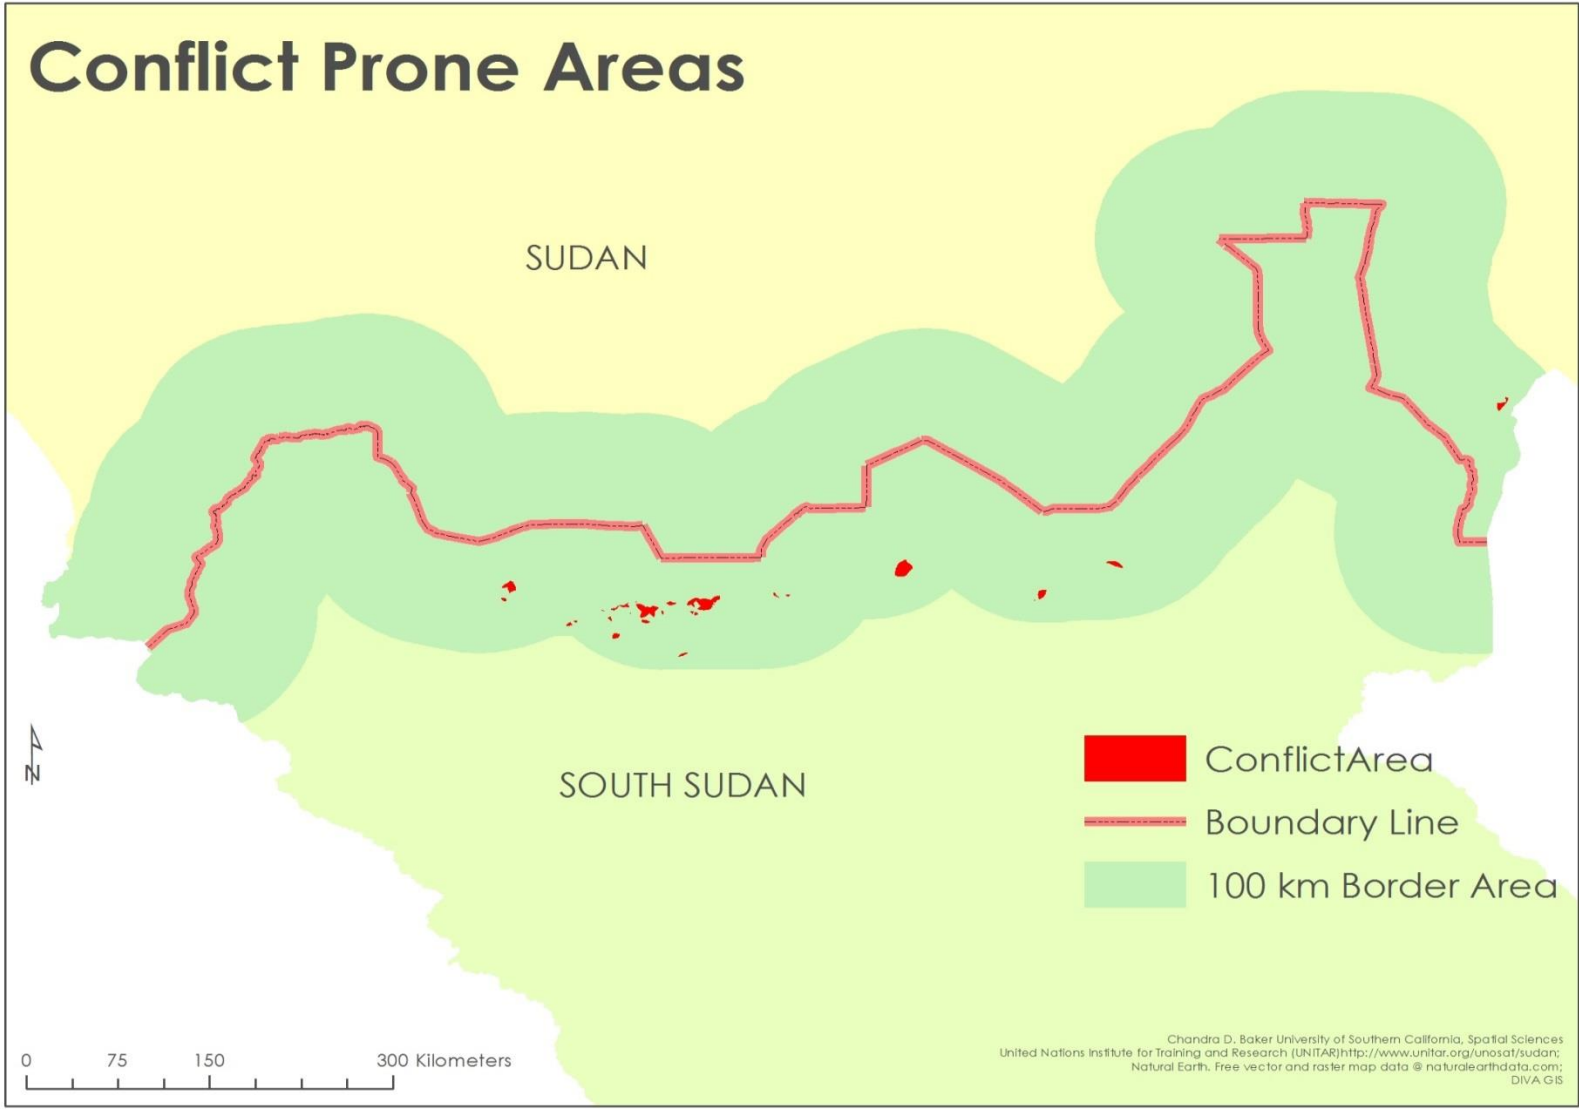 Conflict Prone Areas
SUDAN
SOUTH SUDAN
ConflictArea
Boundary Line
100 km Border Area
N
0 75 150 300 Kilometers
Chandra D. Baker University of Southern California, Spatial Sciences
United Nations Institute for Training and Research (UNITAR)http://www.unitar.org/unosat/sudan;
Natural Earth. Free vector and raster map data @ naturalearthdata.com;
DIVA GIS